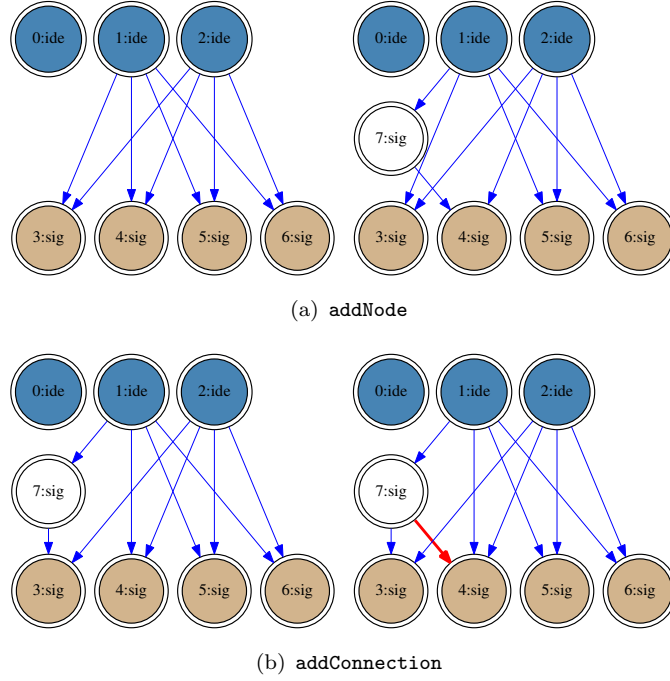 0:ide 1:ide 2:ide 0:ide 1:ide 2:ide
7:sig
3:sig 4:sig 5:sig 6:sig 3:sig 4:sig 5:sig 6:sig
(a) addNode
0:ide 1:ide 2:ide 0:ide 1:ide 2:ide
7:sig 7:sig
3:sig 4:sig 5:sig 6:sig 3:sig 4:sig 5:sig 6:sig
(b) addConnection